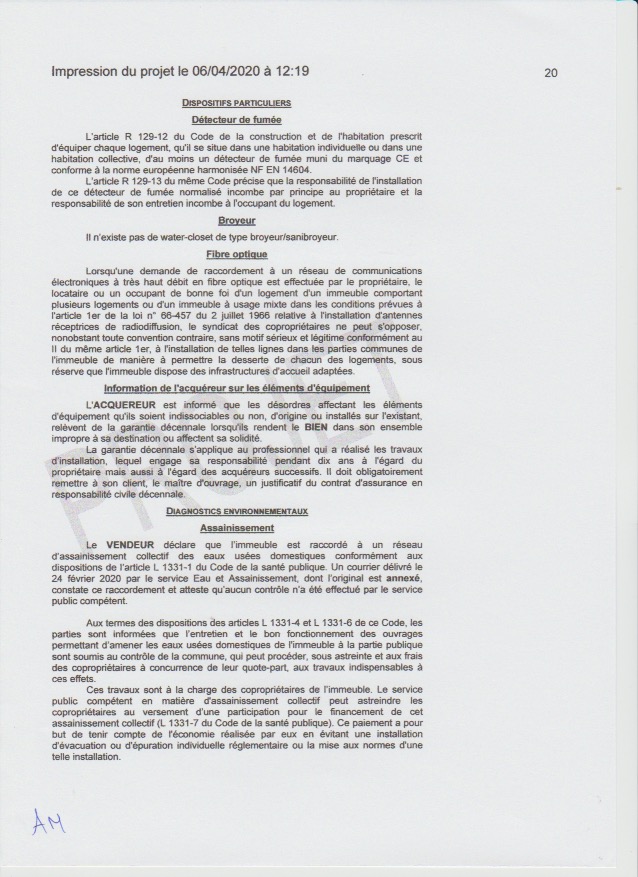 Impression du projet le 06/04/2020 à 12:19
20
DISPOSITIFS PARTICULIERS
Détecteur de fumée
L'article R 129-12 du Code de la construction et de l'habitation prescrit
d'équiper chaque logement, qu'il se situe dans une habitation individuelle ou dans une
habitation collective, d'au moins un détecteur de fumée muni du marquage CE et
conforme à la norme européenne harmonisée NF EN 14604.
L'article R 129-13 du même Code précise que la responsabilité de l'installation
de ce détecteur de fumée normalisé incombe par principe au propriétaire et la
responsabilité de son entretien incombe à l'occupant du logement.
Broyeur
Il n'existe pas de water-closet de type broyeur/sanibroyeur.
Fibre optique
Lorsqu'une demande de raccordement à un réseau de communications
électroniques à très haut débit en fibre optique est effectuée par le propriétaire, le
locataire ou un occupant de bonne foi d'un logement d'un immeuble comportant
plusieurs logements ou d'un immeuble à usage mixte dans les conditions prévues à
l'article 1er de la loi n° 66-457 du 2 juillet 1966 relative à l'installation d'antennes
réceptrices de radiodiffusion, le syndicat des copropriétaires ne peut s'opposer,
nonobstant toute convention contraire, sans motif sérieux et légitime conformément au
II du même article 1er, à l'installation de telles lignes dans les parties communes de
l'immeuble de manière à permettre la desserte de chacun des logements, sous
réserve que l'immeuble dispose des infrastructures d'accueil adaptées.
Information de l'acquéreur sur les éléments d'équipement
L'ACQUEREUR est informé que les désordres affectant les éléments
d'équipement qu'ils soient indissociables ou non, d'origine ou installés sur l'existant,
relèvent de la garantie décennale lorsqu'ils rendent le BIEN dans son ensemble
impropre à sa destination ou affectent sa solidité.
La garantie décennale s'applique au professionnel qui a réalisé les travaux
d'installation, lequel engage sa responsabilité pendant dix ans à l'égard du
propriétaire mais aussi à l'égard des acquéreurs successifs. Il doit obligatoirement
remettre à son client, le maître d'ouvrage, un justificatif du contrat d'assurance en
responsabilité civile décennale.
DIAGNOSTICS ENVIRONNEMENTAUX
Assainissement
Le VENDEUR déclare que l'immeuble est raccordé à un réseau
d'assainissement collectif des eaux usées domestiques conformément aux
dispositions de l'article L 1331-1 du Code de la santé publique. Un courrier délivré le
24 février 2020 par le service Eau et Assainissement, dont l'original est annexé,
constate ce raccordement et atteste qu'aucun contrôle n'a été effectué par le service
public compétent.
Aux termes des dispositions des articles L 1331-4 et L 1331-6 de ce Code, les
parties sont informées que l'entretien et le bon fonctionnement des ouvrages
permettant d'amener les eaux usées domestiques de l'immeuble à la partie publique
sont soumis au contrôle de la commune, qui peut procéder, sous astreinte et aux frais
des copropriétaires à concurrence de leur quote-part, aux travaux indispensables à
ces effets.
Ces travaux sont à la charge des copropriétaires de l'immeuble. Le service
public compétent en matière d'assainissement collectif peut astreindre les
copropriétaires au versement d'une participation pour le financement de cet
assainissement collectif (L 1331-7 du Code de la santé publique). Ce paiement a pour
but de tenir compte de l'économie réalisée par eux en évitant une installation
d'évacuation ou d'épuration individuelle réglementaire ou la mise aux normes d'une
telle installation.
PROJET
AM